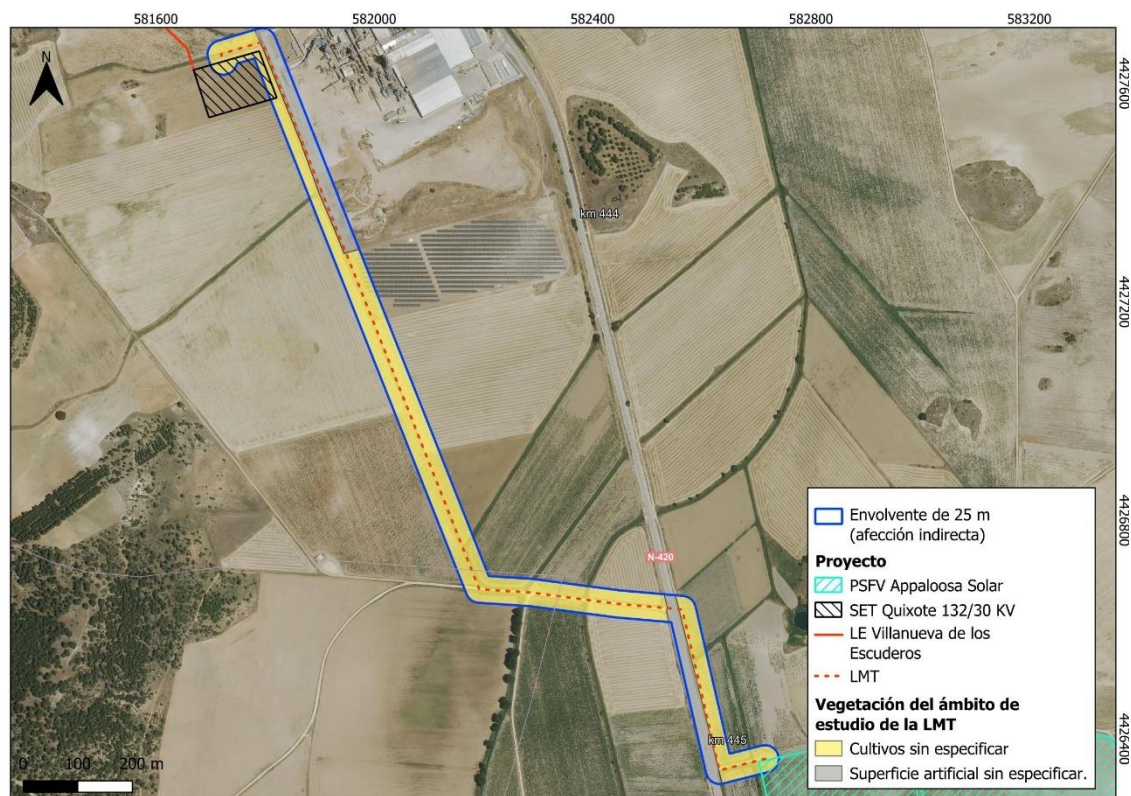 581600 582000 582400 582800 583200
4427600
4427200
4426800
4426400
N
km 444
N-420
km 445
0 100 200 m
Envolvente de 25 m
(afección indirecta)
Proyecto
PSFV Appaloosa Solar
SET Quixote 132/30 KV
LE Villanueva de los
Escuderos
LMT
Vegetación del ámbito de
estudio de la LMT
Cultivos sin especificar
Superficie artificial sin especificar.